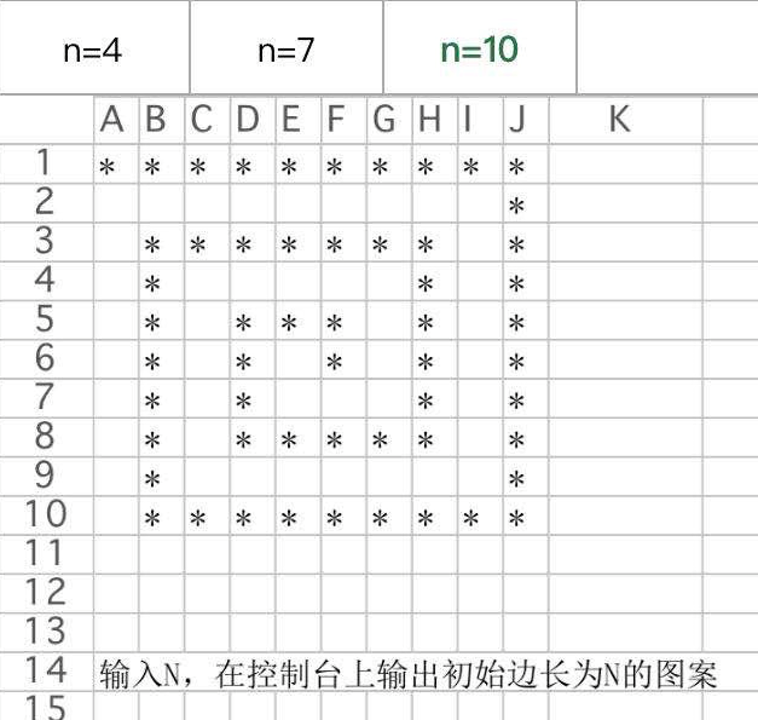 n=4 n=7 n=10
A B C D E F G H I J K
1 * * * * * * * * * *
2 *
3 * * * * * * * *
4 * * *
5 * * * * * *
6 * * * * *
7 * * * *
8 * * * * * * *
9 * *
10 * * * * * * * * *
11
12
13
14 输入N，在控制台上输出初始边长为N的图案
15